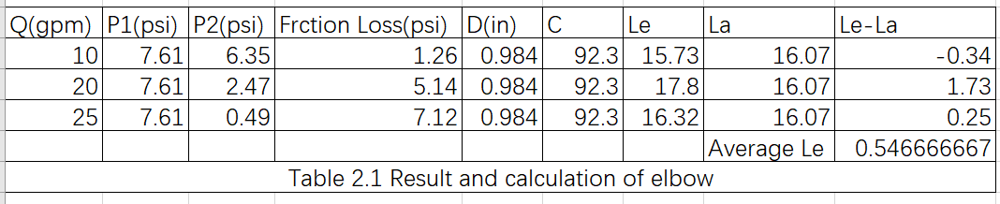 Q(gpm) P1(psi) P2(psi) Frction Loss(psi) D(in) C Le La Le-La
10 7.61 6.35 1.26 0.984 92.3 15.73 16.07 -0.34
20 7.61 2.47 5.14 0.984 92.3 17.8 16.07 1.73
25 7.61 0.49 7.12 0.984 92.3 16.32 16.07 0.25
Average Le 0.546666667
Table 2.1 Result and calculation of elbow